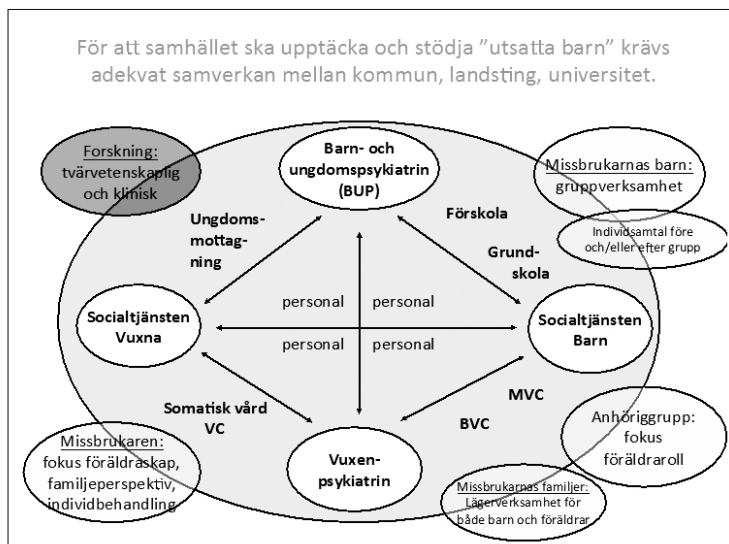 För att samhället ska upptäcka och stödja ”utsatta barn” krävs
adekvat samverkan mellan kommun, landsting, universitet.
Forskning:
tvärvetenskaplig
och klinisk
Barn- och
ungdomspsykiatrin
(BUP)
Missbrukarnas barn:
gruppverksamhet
Individsamtal före
och/eller efter grupp
Ungdoms-
mottag-
ning
Förskola
Grund-
skola
Socialtjänsten
Vuxna
personal
personal
personal
personal
Socialtjänsten
Barn
Somatisk vård
VC
MVC
BVC
Anhöriggrupp:
fokus
föräldraroll
Missbrukaren:
fokus föräldraskap,
familjeperspektiv,
individbehandling
Vuxen-
psykiatrin
Missbrukarnas familjer:
Lägerverksamhet för
både barn och föräldrar